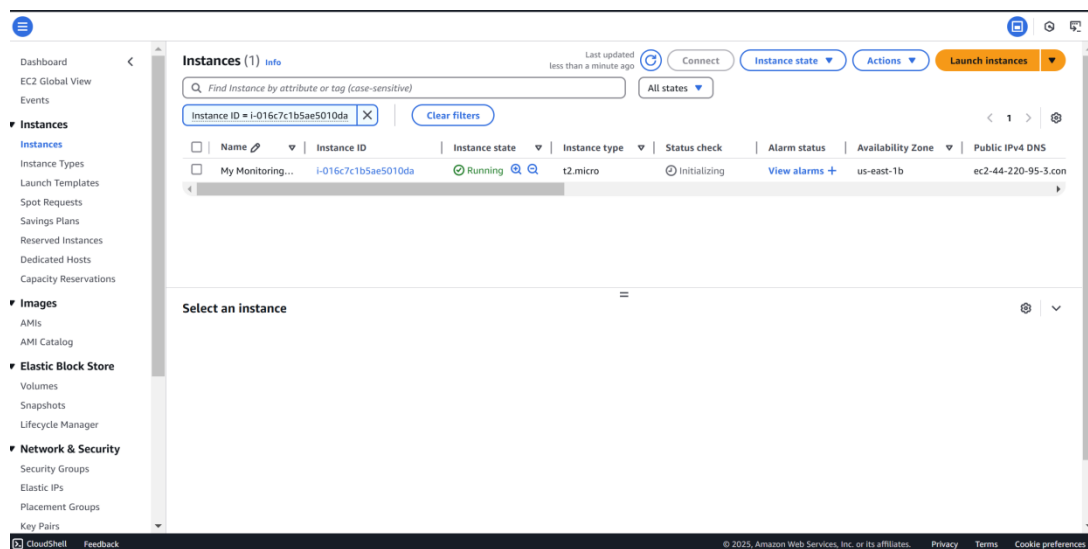 Dashboard
EC2 Global View
Events
Instances
Instances
Instance Types
Launch Templates
Spot Requests
Savings Plans
Reserved Instances
Dedicated Hosts
Capacity Reservations
Images
AMIs
AMI Catalog
Elastic Block Store
Volumes
Snapshots
Lifecycle Manager
Network & Security
Security Groups
Elastic IPs
Placement Groups
Key Pairs
Instances (1) Info
Last updated
less than a minute ago
Connect
Instance state
Actions
Launch instances
Find Instance by attribute or tag (case-sensitive)
All states
Instance ID = i-016c7c1b5ae5010da
Clear filters
1
Name Instance ID Instance state Instance type Status check Alarm status Availability Zone Public IPv4 DNS
My Monitoring... i-016c7c1b5ae5010da Running t2.micro Initializing View alarms + us-east-1b ec2-44-220-95-3.con
Select an instance
CloudShell Feedback © 2025, Amazon Web Services, Inc. or its affiliates. Privacy Terms Cookie preferences